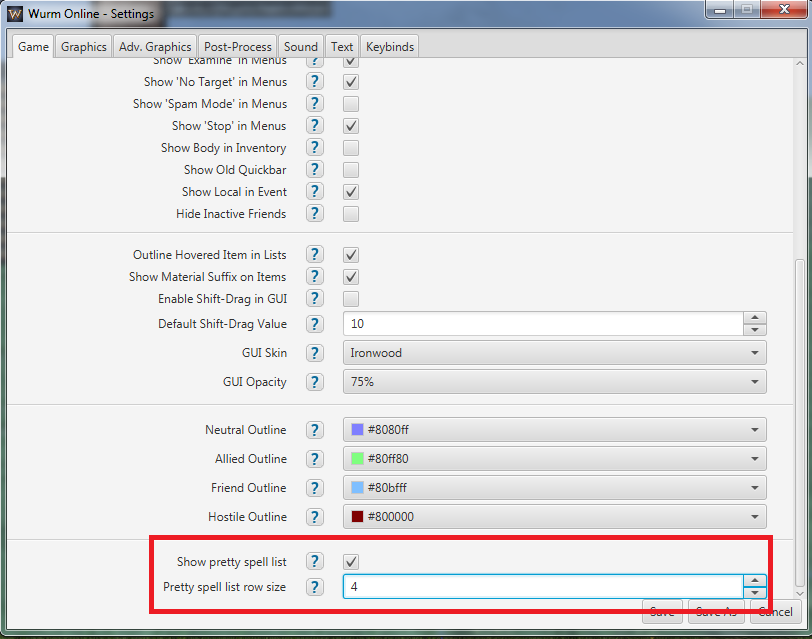 Wurm Online - Settings
Game Graphics Adv. Graphics Post-Process Sound Text Keybinds
Show 'Examine' in Menus ?
Show 'No Target' in Menus ?
Show 'Spam Mode' in Menus ?
Show 'Stop' in Menus ?
Show Body in Inventory ?
Show Old Quickbar ?
Show Local in Event ?
Hide Inactive Friends ?
Outline Hovered Item in Lists ?
Show Material Suffix on Items ?
Enable Shift-Drag in GUI ?
Default Shift-Drag Value ? 10
GUI Skin ? Ironwood
GUI Opacity ? 75%
Neutral Outline ? #8080ff
Allied Outline ? #80ff80
Friend Outline ? #80bfff
Hostile Outline ? #800000
Show pretty spell list ?
Pretty spell list row size ? 4
Save Save As Cancel